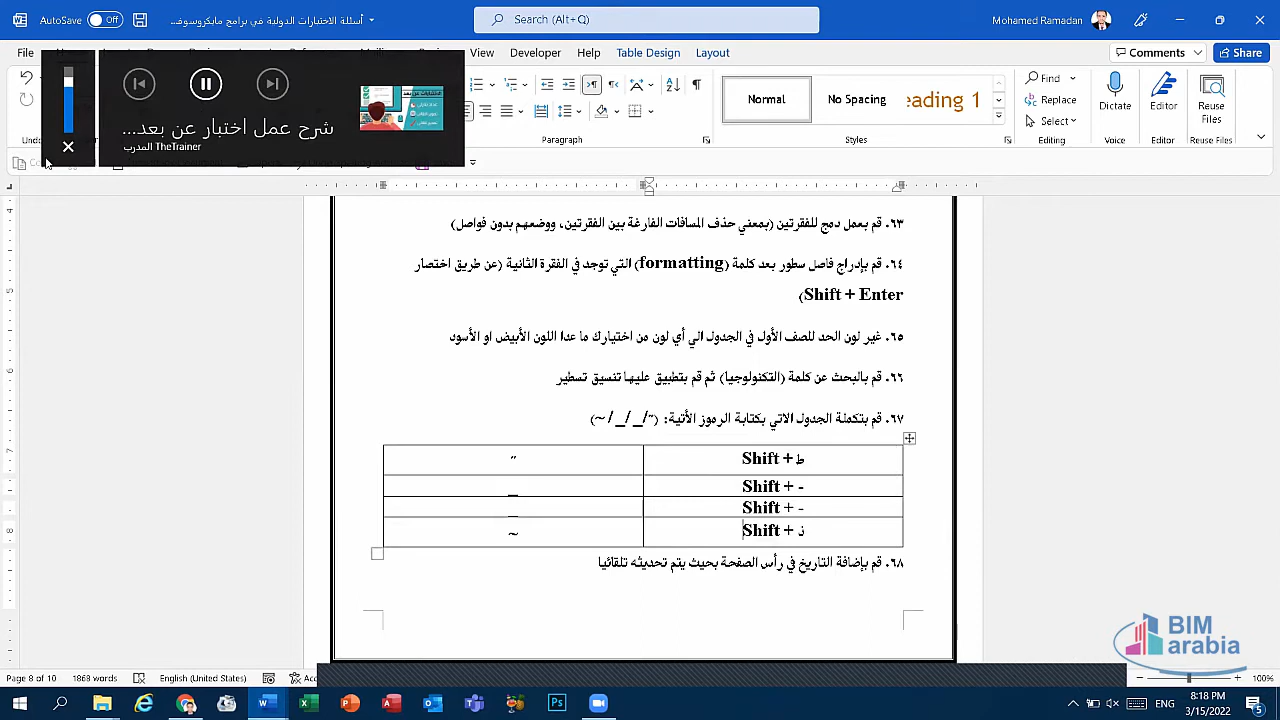 AutoSave
Off
أسئلة الاختبارات الدولية في برامج مايكروسوف...
Search (Alt+Q)
Mohamed Ramadan
File
View
Developer
Help
Table Design
Layout
Comments
Share
شرح عمل اختبار عن بعد...
المدرب TheTrainer
Normal
No Spacing
eading 1
Find
Replace
Select
Dictate
Editor
Reuse
Files
Paragraph
Styles
Editing
Voice
Editor
Reuse Files
٦٣. قم بعمل دمج للفقرتين (بمعني حذف المسافات الفارغة بين الفقرتين، ووضعهم بدون فواصل)
٦٤. قم بإدراج فاصل سطور بعد كلمة (formatting) التي توجد في الفقرة الثانية (عن طريق اختصار
Shift + Enter)
٦٥. غير لون الحد للصف الأول في الجدول الي أي لون من اختيارك ما عدا اللون الأبيض او الأسود
٦٦. قم بالبحث عن كلمة (التكنولوجيا) ثم قم بتطبيق عليها تنسيق تسطير
٦٧. قم بتكملة الجدول الاتي بكتابة الرموز الأتية: (~/_/_/")
Shift + ط	"
Shift + -	_
Shift + -	_
Shift + ذ	~
٦٨. قم بإضافة التاريخ في رأس الصفحة بحيث يتم تحديثه تلقائيا
BIM
arabia
Page 8 of 10
1868 words
English (United States)
100%
ENG
8:18 PM
3/15/2022
5